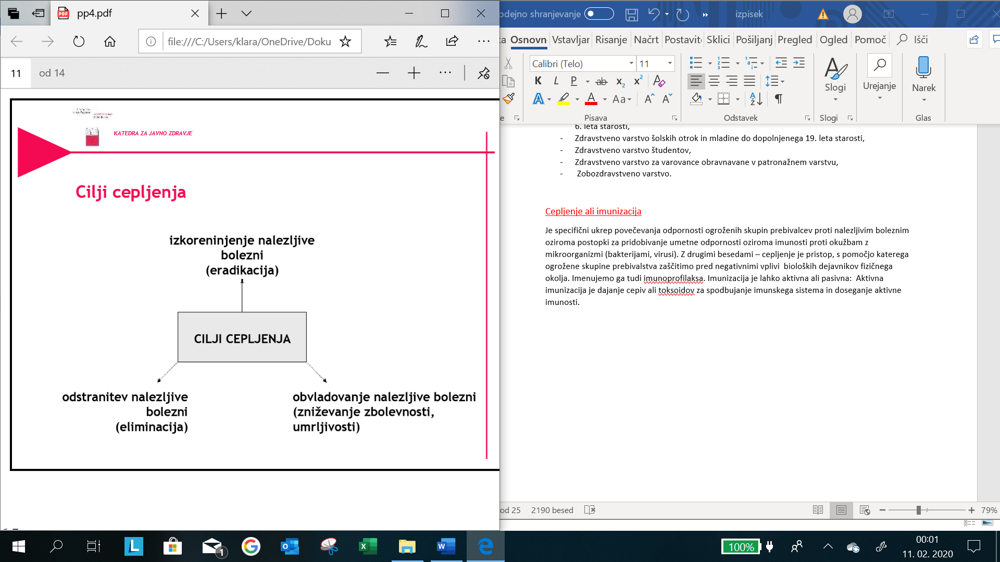 pp4.pdf
file:///C:/Users/klara/OneDrive/Doku
11 od 14
KATEDRA ZA JAVNO ZDRAVJE
Cilji cepljenja
izkoreninjenje nalezljive
bolezni
(eradikacija)
CILJI CEPLJENJA
odstranitev nalezljive
bolezni
(eliminacija)
obvladovanje nalezljive bolezni
(zniževanje zbolevnosti,
umrljivosti)
odejno shranjevanje
izpisek
ka Osnovn Vstavljar Risanje Načrt Postavit Sklici Pošiljanj Pregled Ogled Pomoč Išči
Calibri (Telo) 11
K L P ab x₂ x²
A A Aa A A
Slogi
Urejanje
Narek
e Pisava Odstavek Slogi Glas
6. leta starosti,
- Zdravstveno varstvo šolskih otrok in mladine do dopolnjenega 19. leta starosti,
- Zdravstveno varstvo študentov,
- Zdravstveno varstvo za varovance obravnavane v patronažnem varstvu,
- Zobozdravstveno varstvo.
Cepljenje ali imunizacija
Je specifični ukrep povečevanja odpornosti ogroženih skupin prebivalcev proti nalezljivim boleznim
oziroma postopki za pridobivanje umetne odpornosti oziroma imunosti proti okužbam z
mikroorganizmi (bakterijami, virusi). Z drugimi besedami – cepljenje je pristop, s pomočjo katerega
ogrožene skupine prebivalstva zaščitimo pred negativnimi vplivi bioloških dejavnikov fizičnega
okolja. Imenujemo ga tudi imunoprofilaksa. Imunizacija je lahko aktivna ali pasivna: Aktivna
imunizacija je dajanje cepiv ali toksoidov za spodbujanje imunskega sistema in doseganje aktivne
imunosti.
od 25 2190 besed
79%
100%
00:01
11. 02. 2020